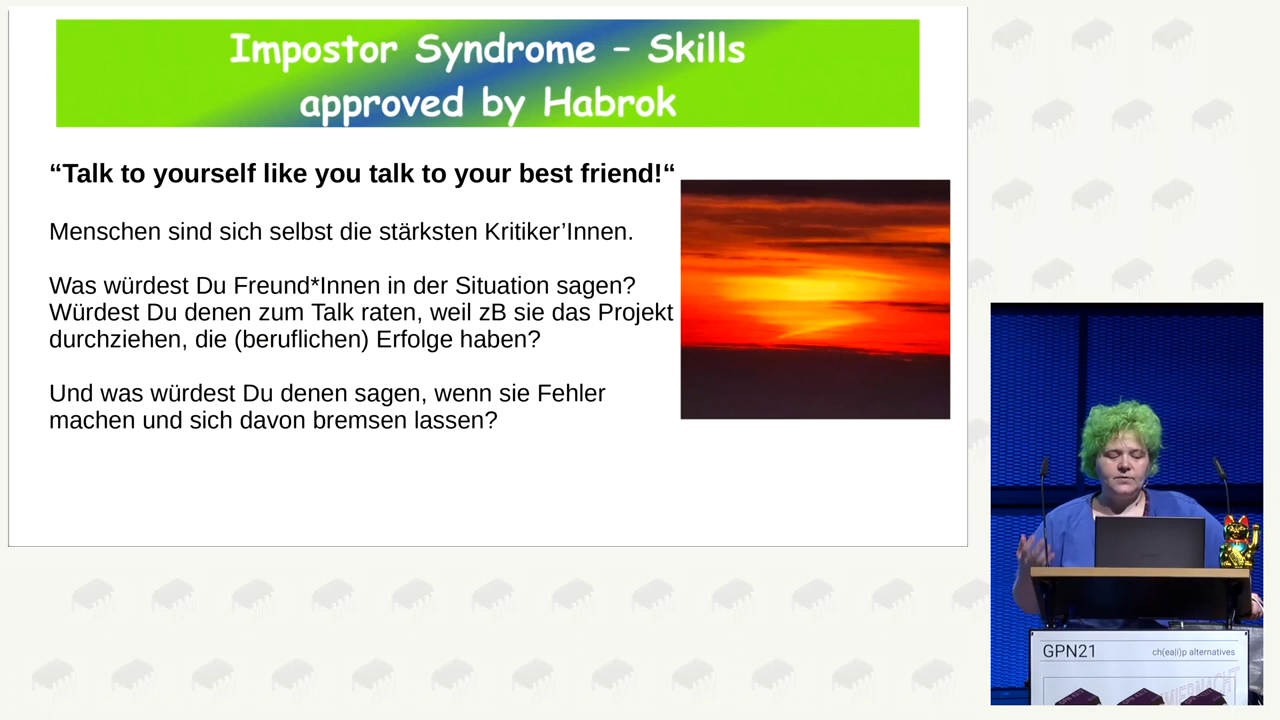 Impostor Syndrome – Skills
approved by Habrok
“Talk to yourself like you talk to your best friend!“
Menschen sind sich selbst die stärksten Kritiker’Innen.
Was würdest Du Freund*Innen in der Situation sagen?
Würdest Du denen zum Talk raten, weil zB sie das Projekt
durchziehen, die (beruflichen) Erfolge haben?
Und was würdest Du denen sagen, wenn sie Fehler
machen und sich davon bremsen lassen?
GPN21
ch(ea|i)p alternatives